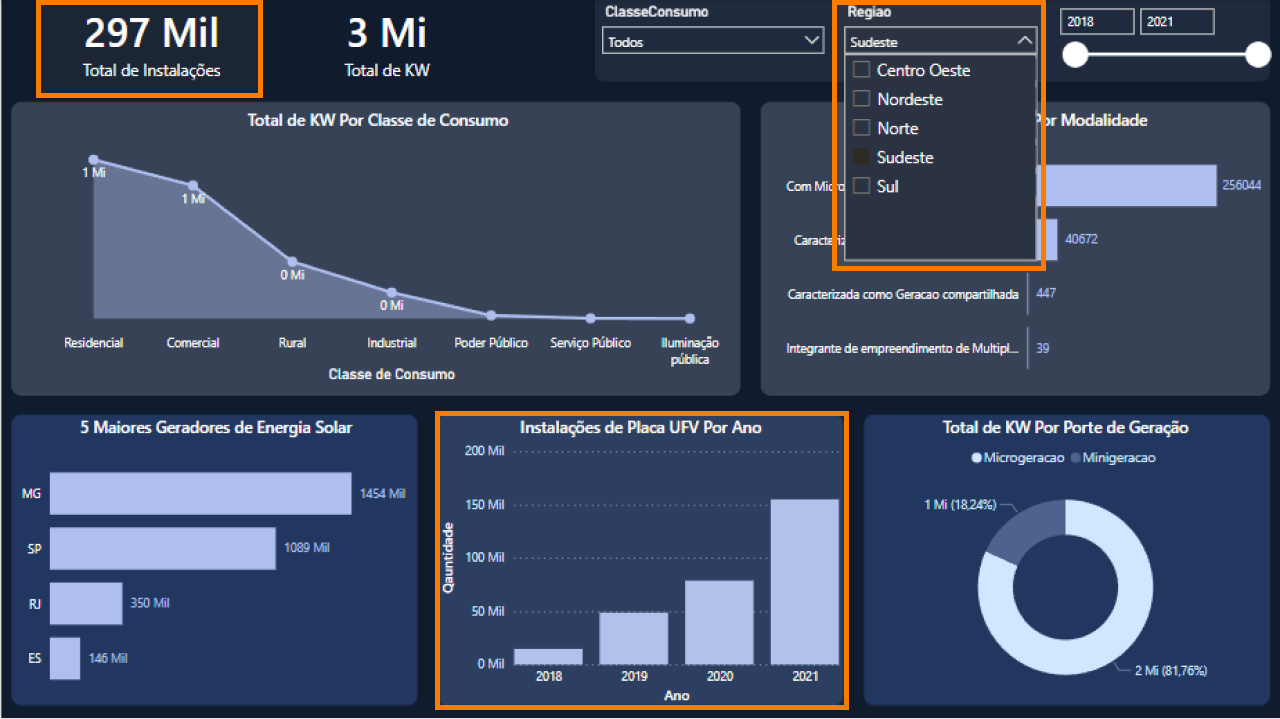 297 Mil
Total de Instalações
3 Mi
Total de KW
ClasseConsumo
Todos
Regiao
Sudeste
Centro Oeste
Nordeste
Norte
Sudeste
Sul
2018
2021
Total de KW Por Classe de Consumo
1 Mi
1 Mi
0 Mi
0 Mi
Residencial
Comercial
Rural
Industrial
Poder Público
Serviço Público
Iluminação
pública
Classe de Consumo
Por Modalidade
Com
256044
40672
Caracterizada como Geracao compartilhada
447
Integrante de empreendimento de Multipl...
39
5 Maiores Geradores de Energia Solar
MG
1454 Mil
SP
1089 Mil
RJ
350 Mil
ES
146 Mil
Instalações de Placa UFV Por Ano
200 Mil
150 Mil
100 Mil
50 Mil
0 Mil
Qauntidade
2018
2019
2020
2021
Ano
Total de KW Por Porte de Geração
Microgeracao
Minigeracao
1 Mi (18,24%)
2 Mi (81,76%)